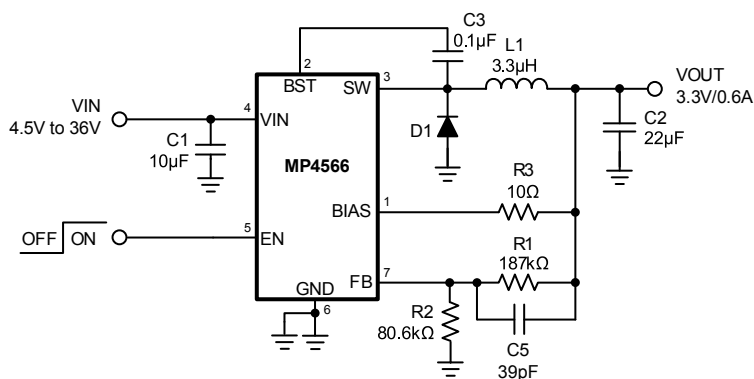 C3
0.1µF
L1
3.3µH
2
BST
SW
3
VOUT
3.3V/0.6A
VIN
4.5V to 36V
4
VIN
C1
10µF
D1
C2
22µF
MP4566
R3
10Ω
BIAS
1
OFF
ON
5
EN
R1
187kΩ
FB
7
GND
6
R2
80.6kΩ
C5
39pF